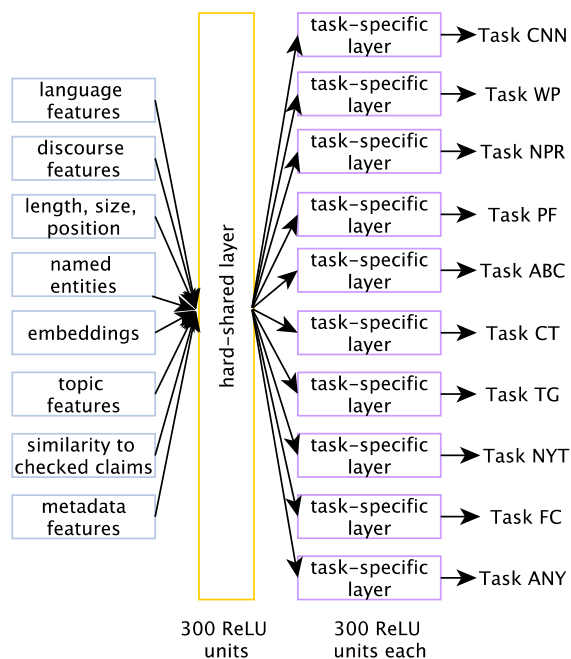 language
features
discourse
features
length, size,
position
named
entities
embeddings
topic
features
similarity to
checked claims
metadata
features
hard-shared layer
300 ReLU
units
task-specific
layer
task-specific
layer
task-specific
layer
task-specific
layer
task-specific
layer
task-specific
layer
task-specific
layer
task-specific
layer
task-specific
layer
task-specific
layer
300 ReLU
units each
Task CNN
Task WP
Task NPR
Task PF
Task ABC
Task CT
Task TG
Task NYT
Task FC
Task ANY